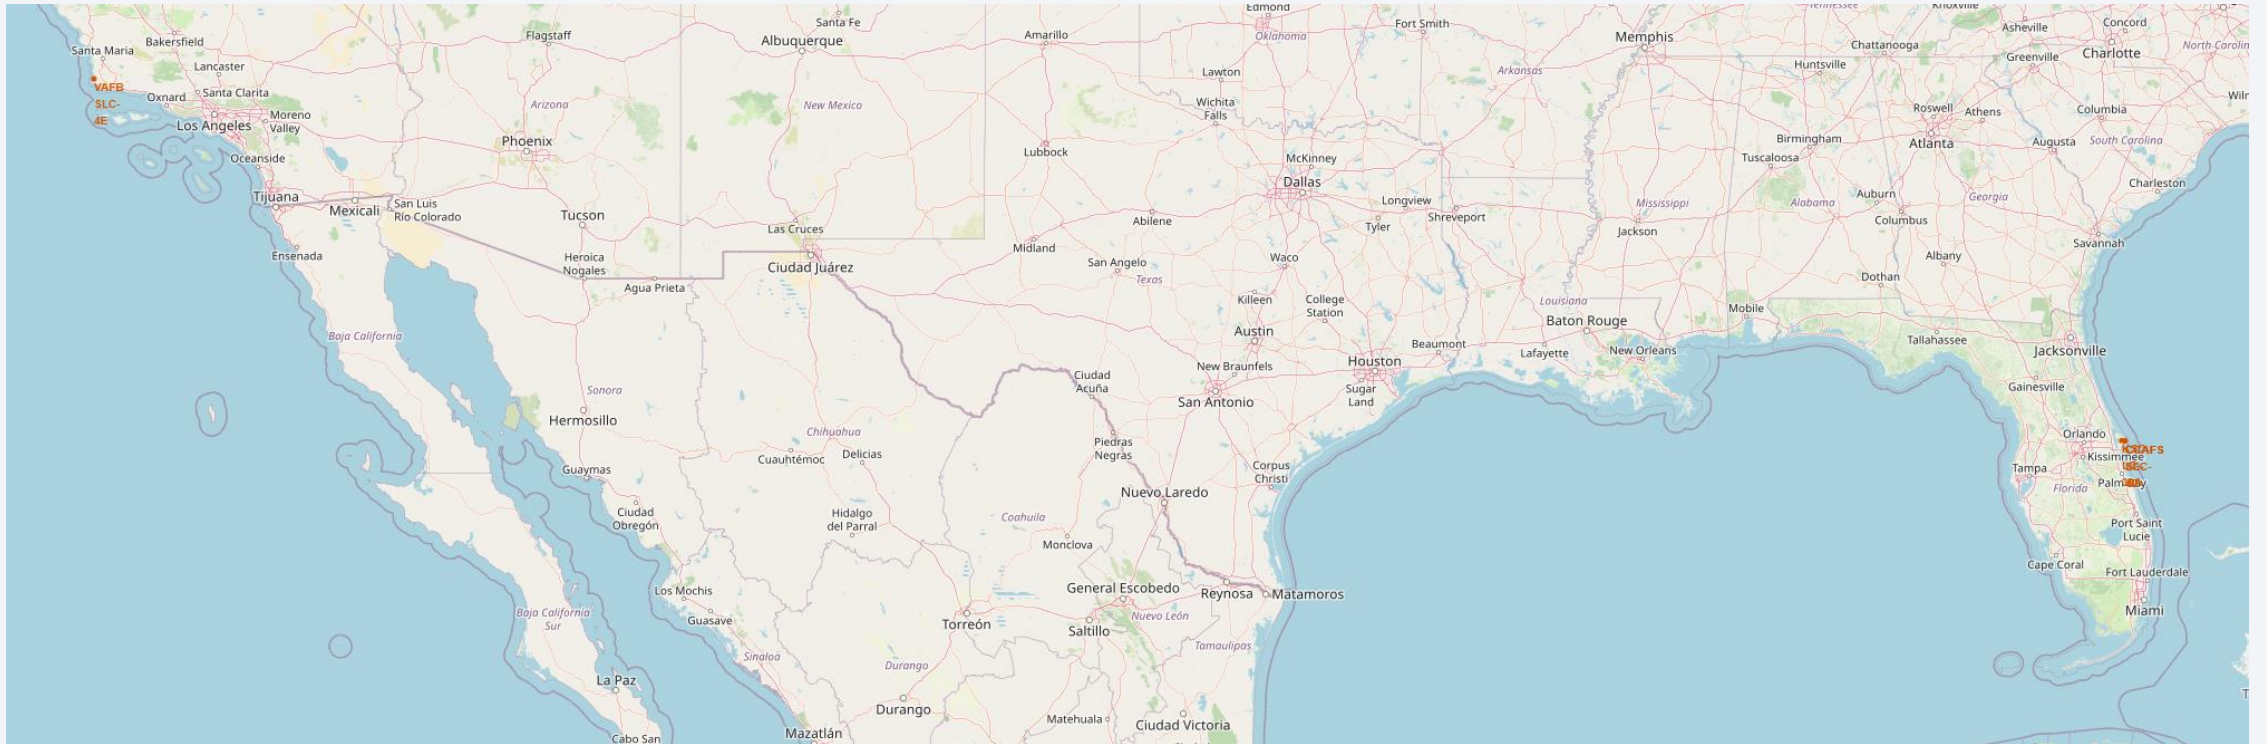 Edmond
Santa Fe
Fort Smith
Concord
Asheville
Flagstaff
Amarillo
Oklahoma
Memphis
Bakersfield
Albuquerque
Chattanooga
Charlotte
Santa Maria
Greenville
Lancaster
Lawton
Arkansas
Huntsville
VAFB
SLC-
4E
Oxnard
Santa Clarita
Arizona
New Mexico
Wichita
Falls
Roswell
Athens
Columbia
Los Angeles
Moreno
Valley
Phoenix
Birmingham
Atlanta
Augusta
South Carolina
Oceanside
Lubbock
McKinney
Tuscaloosa
Dallas
Charleston
Tijuana
Mexicali
San Luis
Río Colorado
Tucson
Longview
Shreveport
Mississippi
Alabama
Auburn
Columbus
Georgia
Las Cruces
Abilene
Tyler
Jackson
Savannah
Ensenada
Heroica
Nogales
Ciudad Juárez
Midland
San Angelo
Texas
Waco
Albany
Dothan
Agua Prieta
Killeen
College
Station
Louisiana
Mobile
Baja California
Austin
Baton Rouge
Tallahassee
Jacksonville
Beaumont
Lafayette
New Orleans
Houston
New Braunfels
Ciudad
Acuña
Sonora
San Antonio
Sugar
Land
Gainesville
Hermosillo
Chihuahua
Piedras
Negras
Orlando
Cuauhtémoc
Delicias
Kissimmee
Guaymas
Corpus
Christi
Tampa
Nuevo Laredo
Florida
Ciudad
Obregón
Hidalgo
del Parral
Coahuila
Port Saint
Lucie
Monclova
Cape Coral
Fort Lauderdale
Los Mochis
General Escobedo
Reynosa
Matamoros
Miami
Baja California
Sur
Guasave
Torreón
Saltillo
Nuevo León
Sinaloa
Durango
Tamaulipas
La Paz
Durango
Matehuala
Ciudad Victoria
Mazatlán
Cabo San